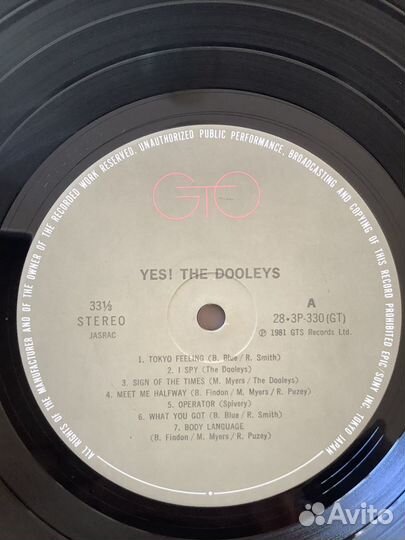 ALL RIGHTS OF THE MANUFACTURER AND OF THE OWNER OF THE RECORDED WORK RESERVED. UNAUTHORIZED PUBLIC PERFORMANCE, BROADCASTING AND COPYING OF THIS RECORD PROHIBITED EPIC SONY INC. TOKYO JAPAN
GTO
YES! THE DOOLEYS
33⅓
STEREO
JASRAC
A
28•3P-330(GT)
Ⓟ 1981 GTS Records Ltd.
1. TOKYO FEELING (B. Blue/R. Smith)
2. I SPY (The Dooleys)
3. SIGN OF THE TIMES (M. Myers/The Dooleys)
4. MEET ME HALFWAY (B. Findon/M. Myers/R. Puzey)
5. OPERATOR (Spivery)
6. WHAT YOU GOT (B. Blue/R. Smith)
7. BODY LANGUAGE
(B. Findon/M. Myers/R. Puzey)
Avito